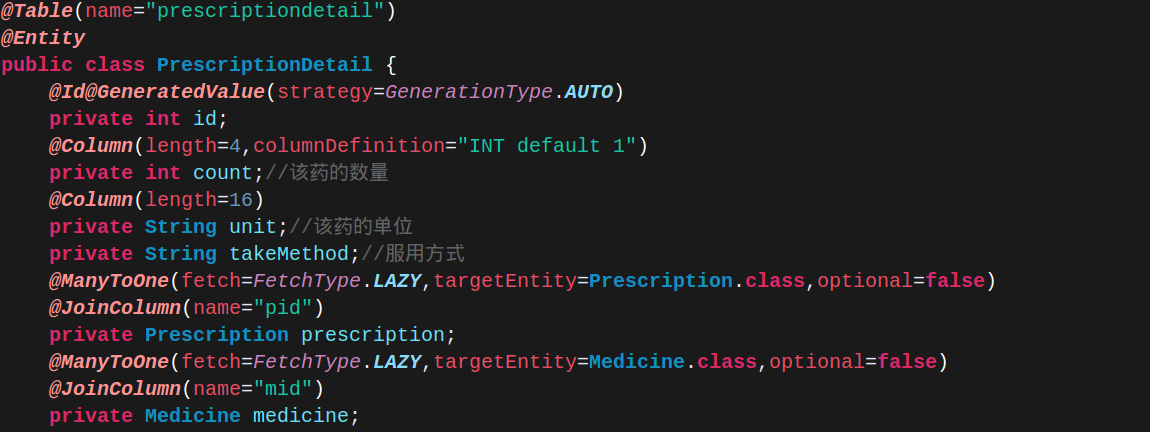 @Table(name="prescriptiondetail")
@Entity
public class PrescriptionDetail {
    @Id@GeneratedValue(strategy=GenerationType.AUTO)
    private int id;
    @Column(length=4,columnDefinition="INT default 1")
    private int count;//该药的数量
    @Column(length=16)
    private String unit;//该药的单位
    private String takeMethod;//服用方式
    @ManyToOne(fetch=FetchType.LAZY,targetEntity=Prescription.class,optional=false)
    @JoinColumn(name="pid")
    private Prescription prescription;
    @ManyToOne(fetch=FetchType.LAZY,targetEntity=Medicine.class,optional=false)
    @JoinColumn(name="mid")
    private Medicine medicine;